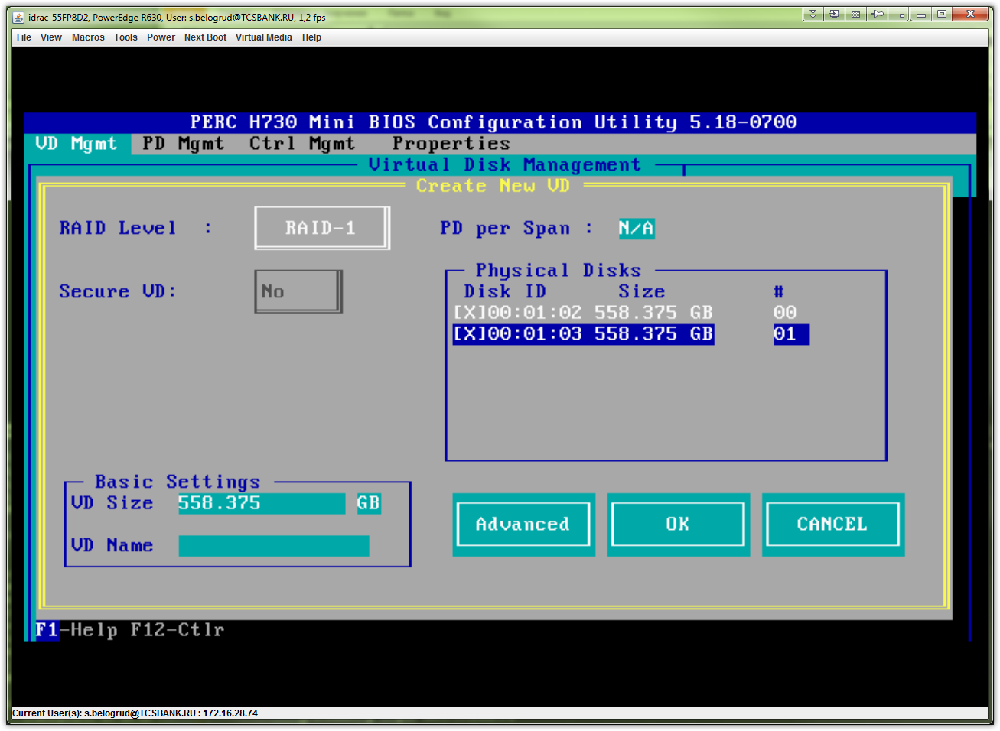 idrac-55FP8D2, PowerEdge R630, User: s.belogrud@TCSBANK.RU, 1,2 fps
File View Macros Tools Power Next Boot Virtual Media Help
PERC H730 Mini BIOS Configuration Utility 5.18-0700
VD Mgmt PD Mgmt Ctrl Mgmt Properties
Virtual Disk Management
Create New VD
RAID Level : RAID-1 PD per Span : N/A
Secure VD: No
Physical Disks
Disk ID Size #
[X]00:01:02 558.375 GB 00
[X]00:01:03 558.375 GB 01
Basic Settings
VD Size 558.375 GB
VD Name
Advanced OK CANCEL
F1-Help F12-Ctlr
Current User(s): s.belogrud@TCSBANK.RU : 172.16.28.74